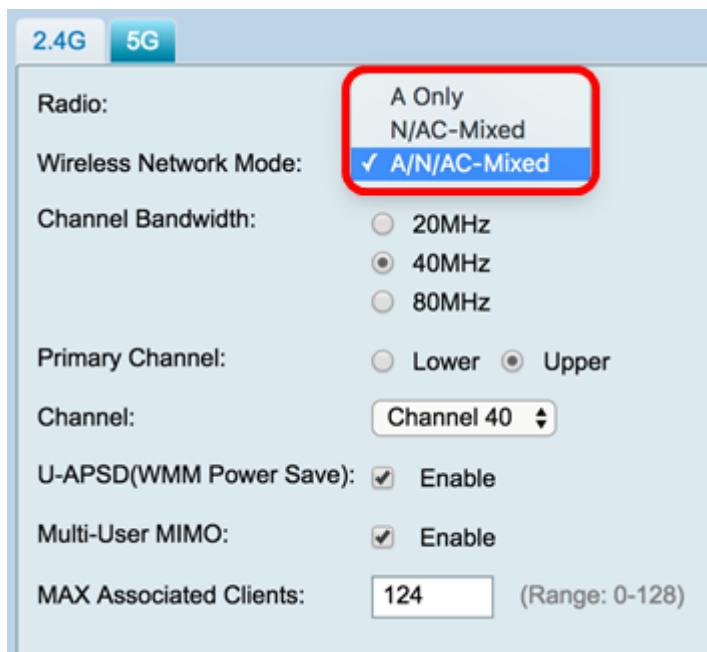 2.4G 5G
Radio: A Only
N/AC-Mixed
Wireless Network Mode: ✓ A/N/AC-Mixed
Channel Bandwidth: 20MHz
40MHz
80MHz
Primary Channel: Lower Upper
Channel: Channel 40
U-APSD(WMM Power Save): Enable
Multi-User MIMO: Enable
MAX Associated Clients: 124 (Range: 0-128)